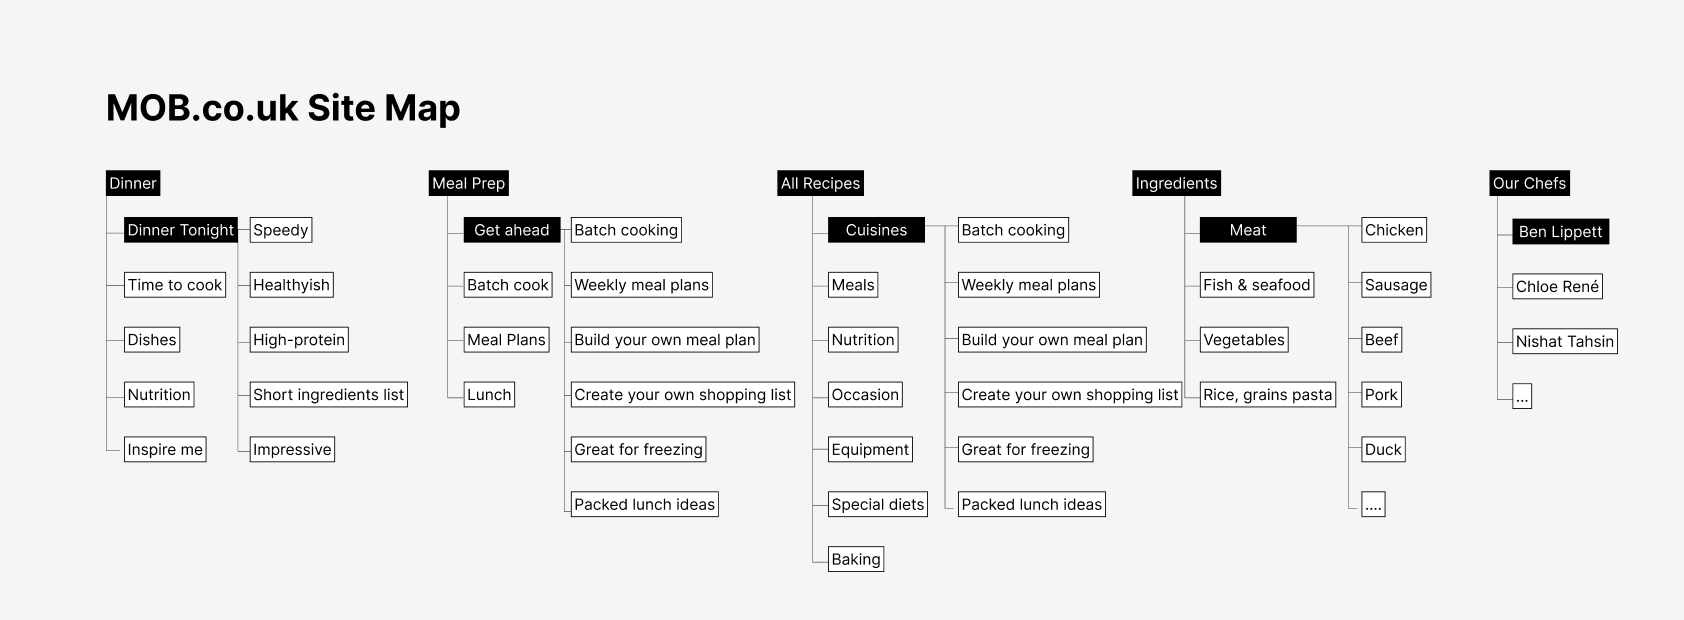 MOB.co.uk Site Map
Dinner
Dinner Tonight
Time to cook
Dishes
Nutrition
Inspire me
Speedy
Healthyish
High-protein
Short ingredients list
Impressive
Meal Prep
Get ahead
Batch cook
Meal Plans
Lunch
Batch cooking
Weekly meal plans
Build your own meal plan
Create your own shopping list
Great for freezing
Packed lunch ideas
All Recipes
Cuisines
Meals
Nutrition
Occasion
Equipment
Special diets
Baking
Batch cooking
Weekly meal plans
Build your own meal plan
Create your own shopping list
Great for freezing
Packed lunch ideas
Ingredients
Meat
Fish & seafood
Vegetables
Rice, grains pasta
Chicken
Sausage
Beef
Pork
Duck
....
Our Chefs
Ben Lippett
Chloe René
Nishat Tahsin
...